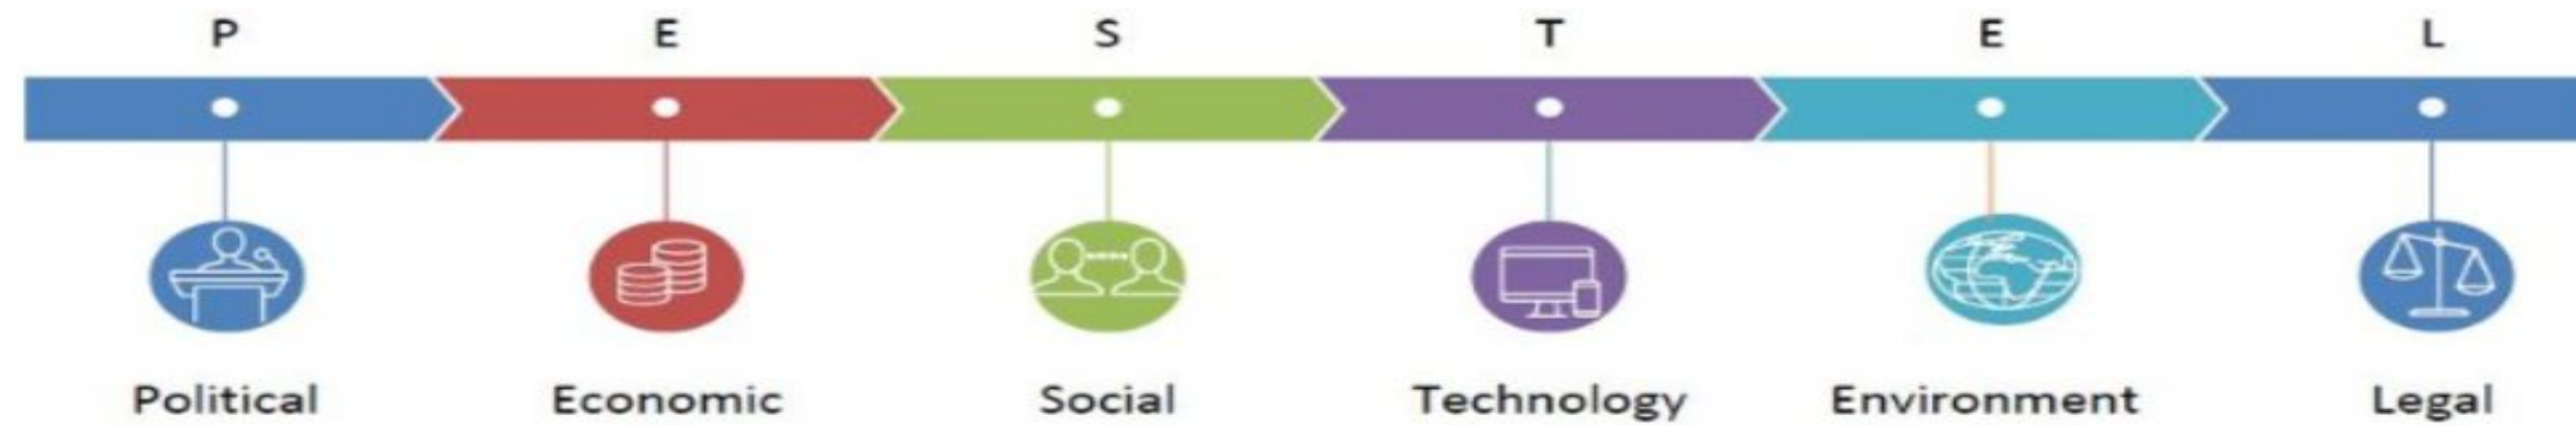 P E S T E L
Political Economic Social Technology Environment Legal